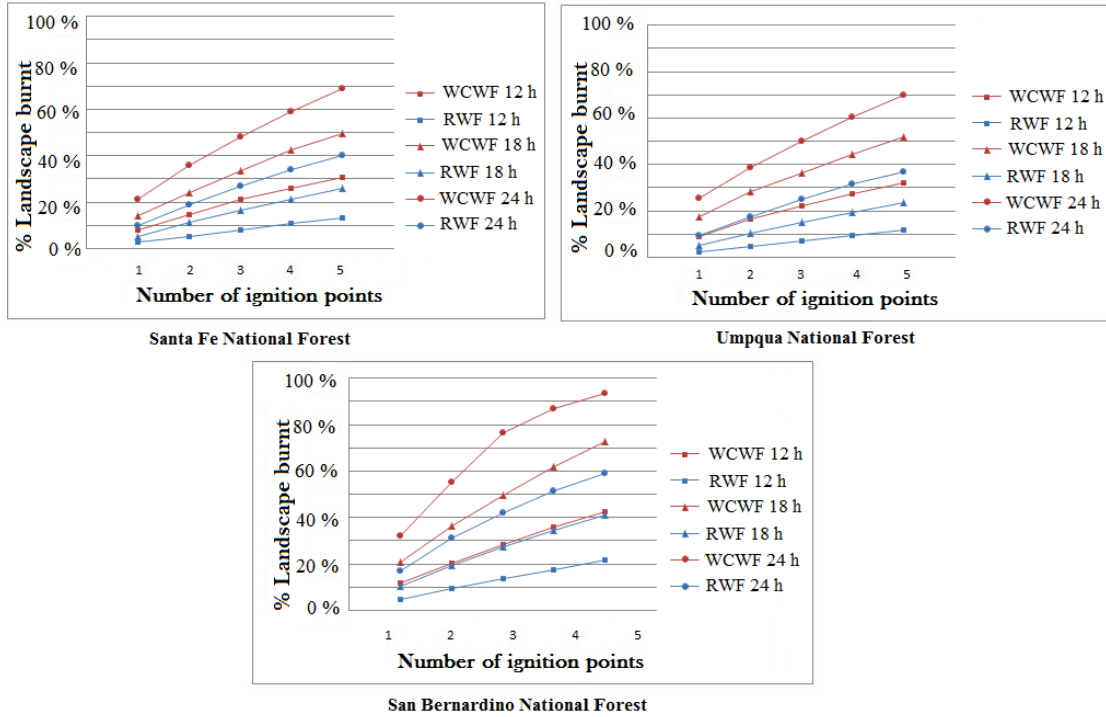 100 %
80 %
60 %
40 %
20 %
0 %
% Landscape burnt
1 2 3 4 5
Number of ignition points
WCWF 12 h
RWF 12 h
WCWF 18 h
RWF 18 h
WCWF 24 h
RWF 24 h
Santa Fe National Forest
100 %
80 %
60 %
40 %
20 %
0 %
% Landscape burnt
1 2 3 4 5
Number of ignition points
WCWF 12 h
RWF 12 h
WCWF 18 h
RWF 18 h
WCWF 24 h
RWF 24 h
Umpqua National Forest
100 %
80 %
60 %
40 %
20 %
0 %
% Landscape burnt
1 2 3 4 5
Number of ignition points
WCWF 12 h
RWF 12 h
WCWF 18 h
RWF 18 h
WCWF 24 h
RWF 24 h
San Bernardino National Forest